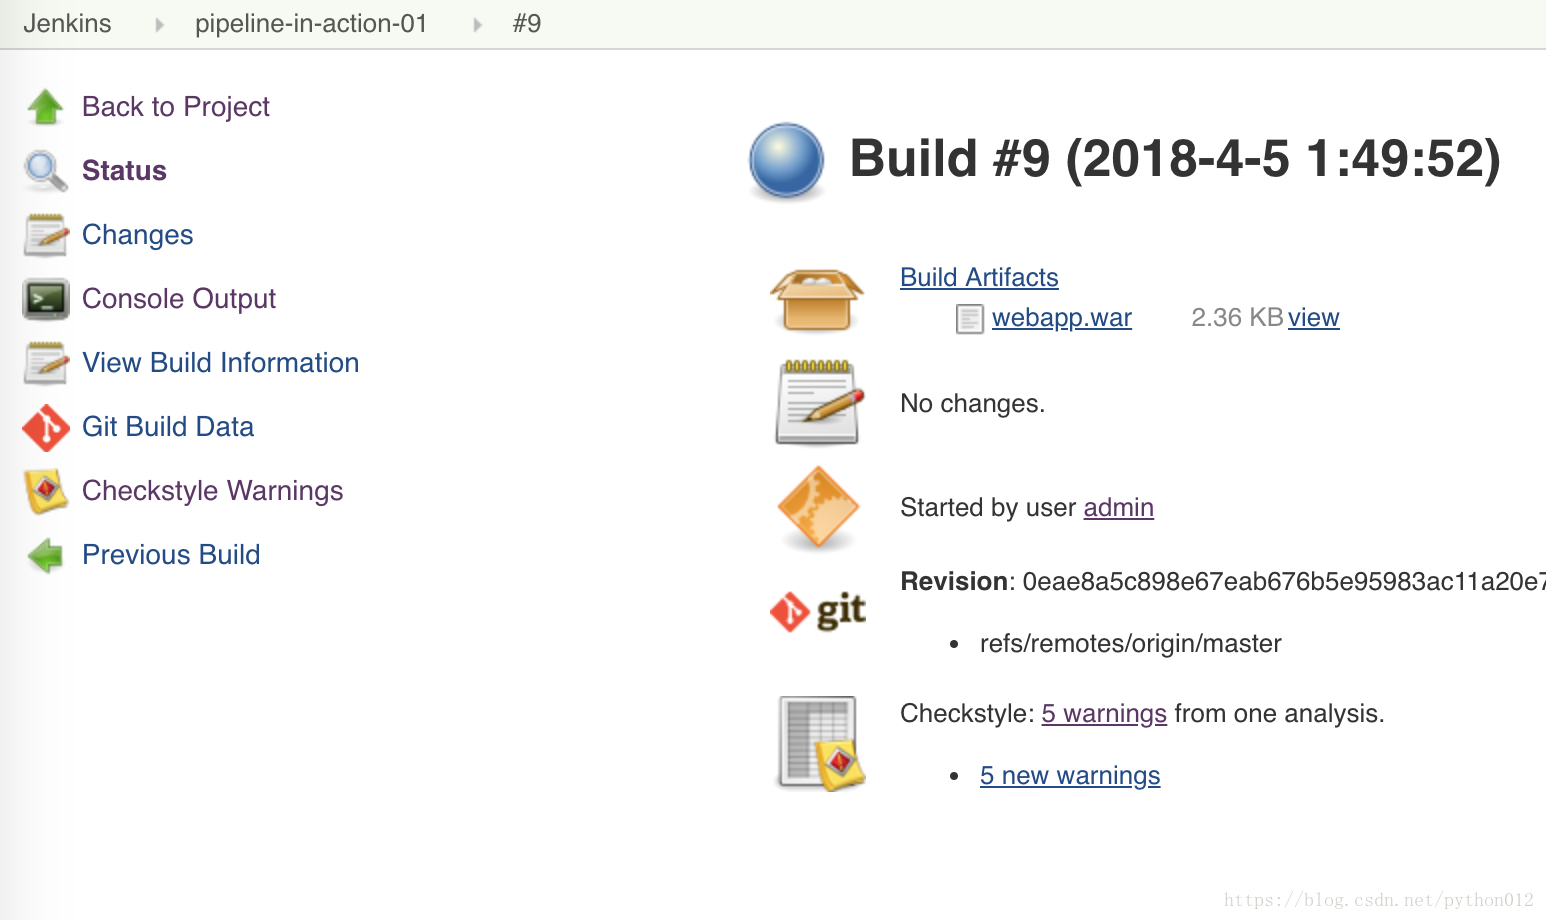 Jenkins pipeline-in-action-01 #9
Back to Project
Status
Changes
Console Output
View Build Information
Git Build Data
Checkstyle Warnings
Previous Build
Build #9 (2018-4-5 1:49:52)
Build Artifacts
webapp.war 2.36 KB view
No changes.
Started by user admin
git
Revision: 0eae8a5c898e67eab676b5e95983ac11a20e7
refs/remotes/origin/master
Checkstyle: 5 warnings from one analysis.
5 new warnings
https://blog.csdn.net/python012